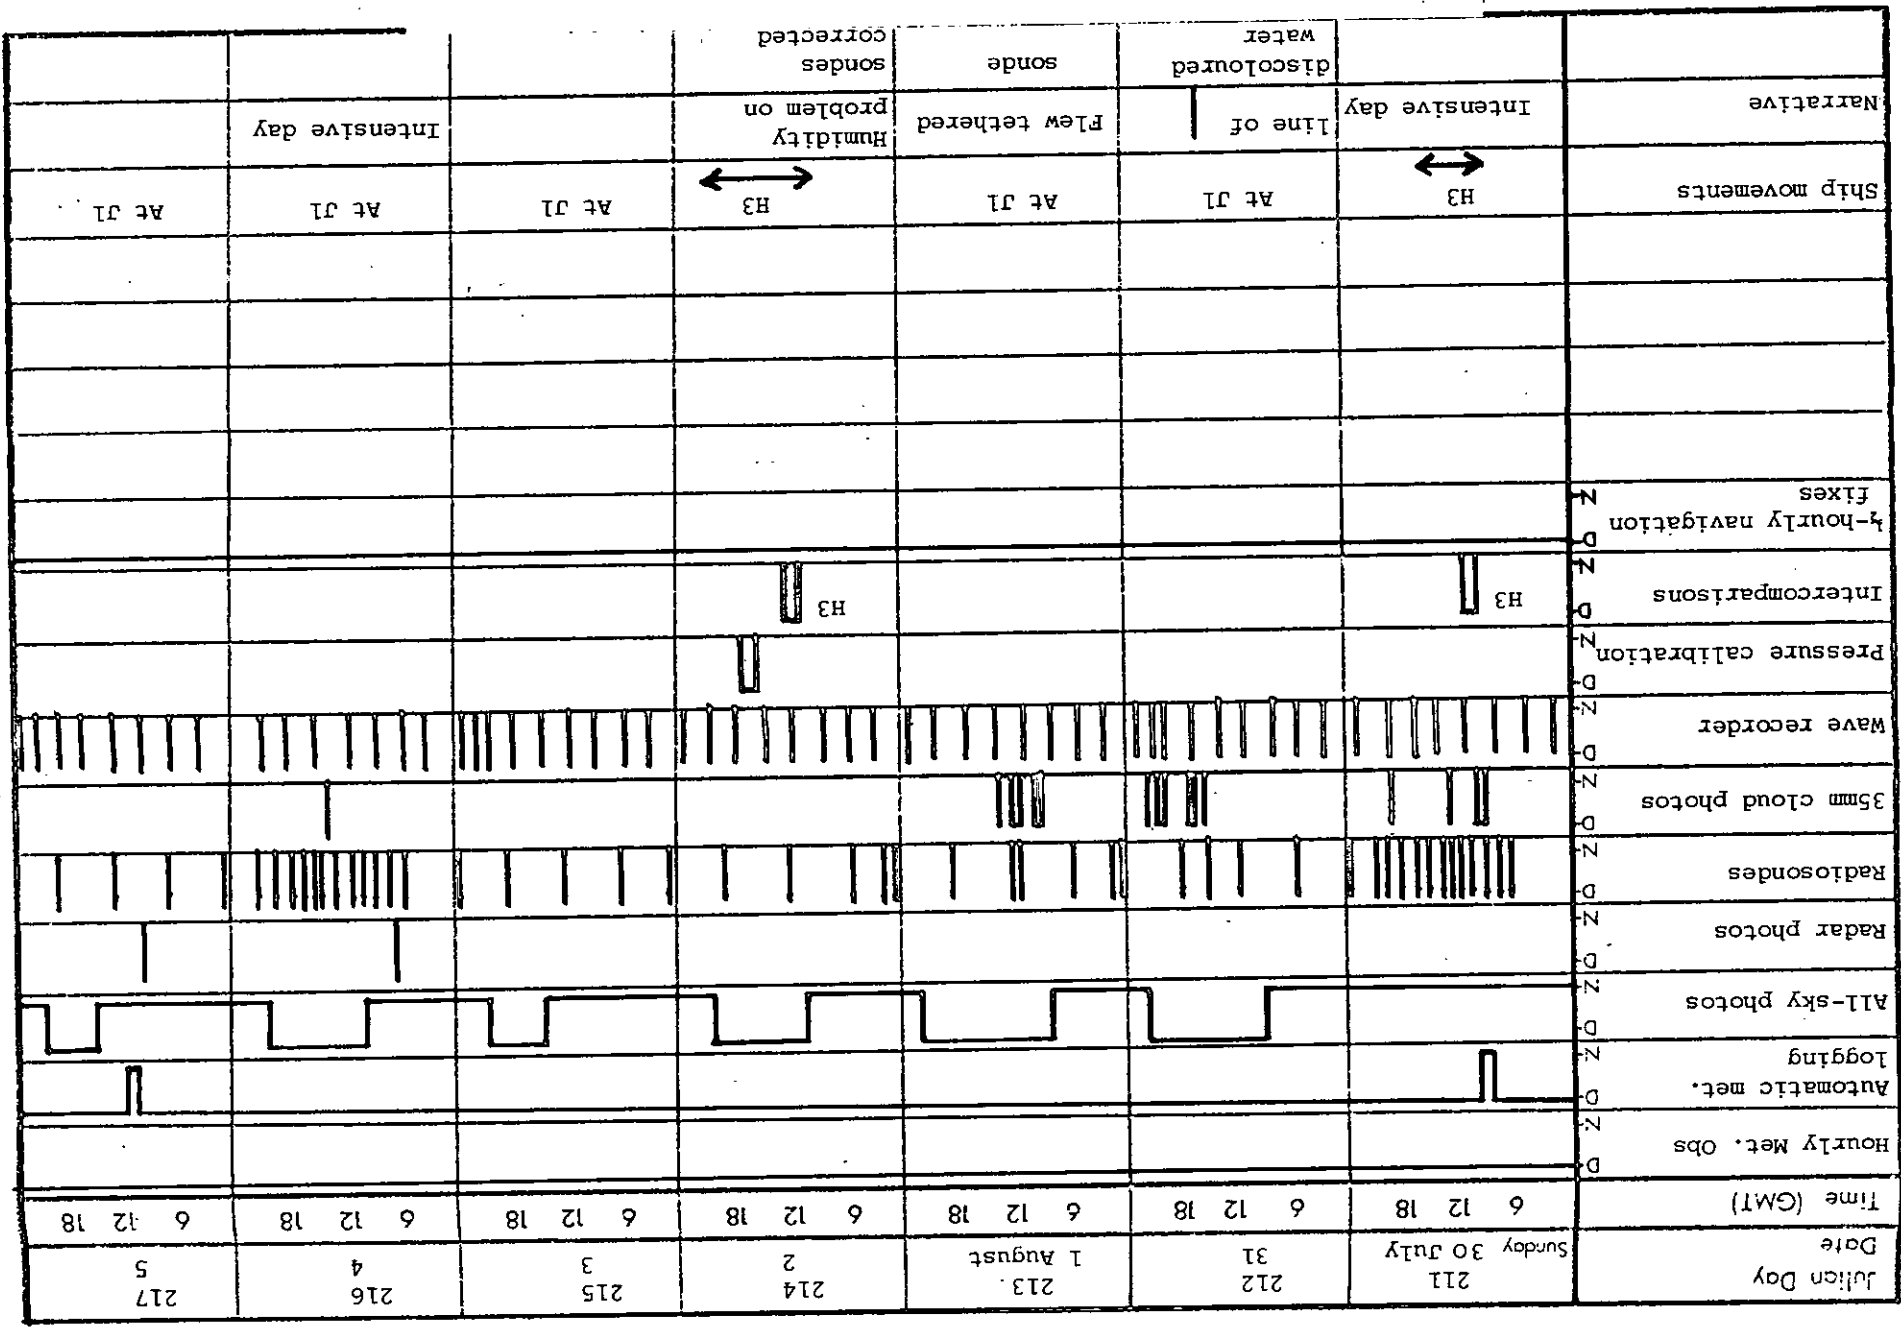 Julian Day 211 212 213. 214 215 216 217
Date Sunday 30 July 31 1 August 2 3 4 5
Time (GMT) 6 12 18 6 12 18 6 12 18 6 12 18 6 12 18 6 12 18 6 12 18
Hourly Met. Obs D N
Automatic met. D
logging N
All-sky photos D N
Radar photos D N
Radiosondes D N
35mm cloud photos D N
Wave recorder D N
Pressure calibration D N
Intercomparisons D N H3 H3
¼-hourly navigation D
fixes N
Ship movements H3 At J1 At J1 H3 At J1 At J1 At J1
Narrative Intensive day line of Flew tethered Humidity Intensive day
problem on
discoloured sonde sondes
water corrected